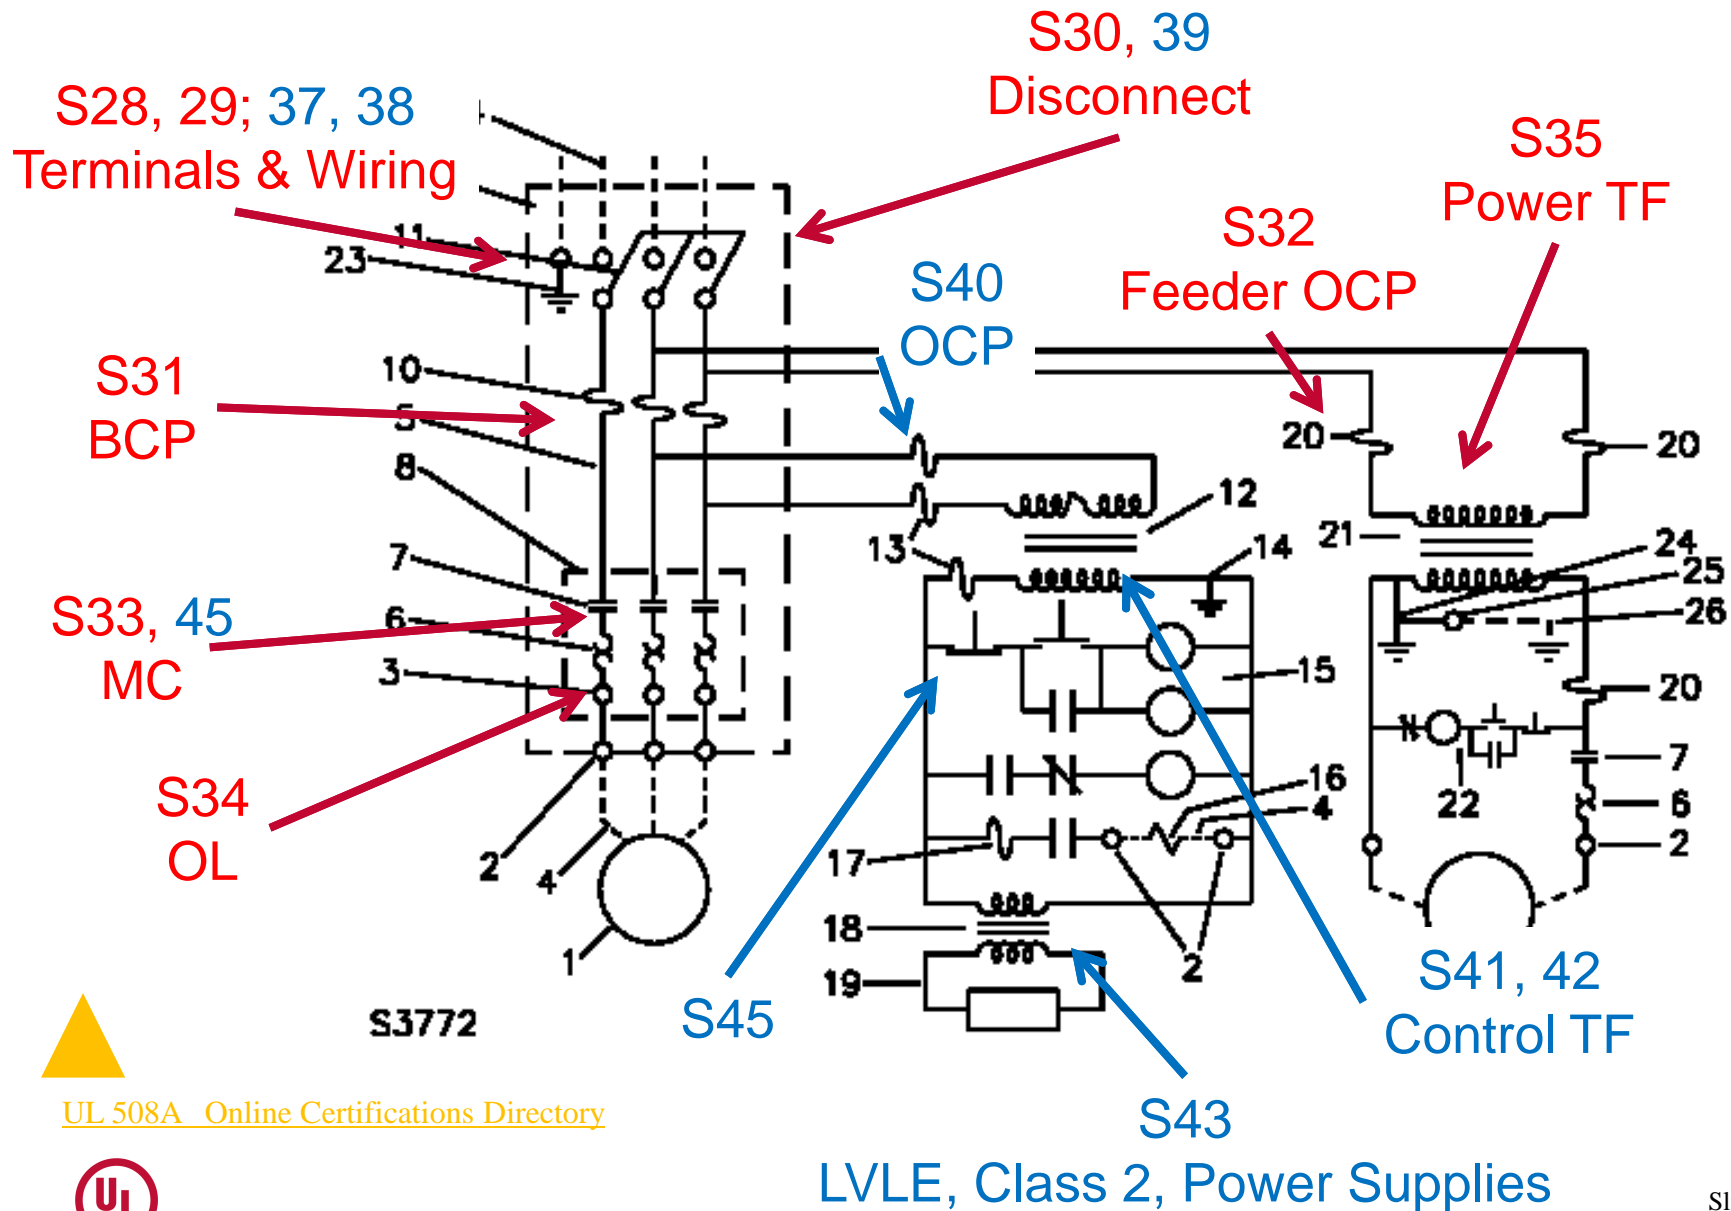 S30, 39
Disconnect
S28, 29; 37, 38
Terminals & Wiring
S35
Power TF
S32
Feeder OCP
S40
OCP
11
23
S31
BCP
10
5
8
20
20
12
13
14
21
24
25
26
7
S33, 45
MC
6
3
15
20
S34
OL
16
4
7
22
6
2
17
2
4
18
2
1
19
S41, 42
Control TF
S3772
S45
UL 508A Online Certifications Directory
S43
LVLE, Class 2, Power Supplies
UL
Sl